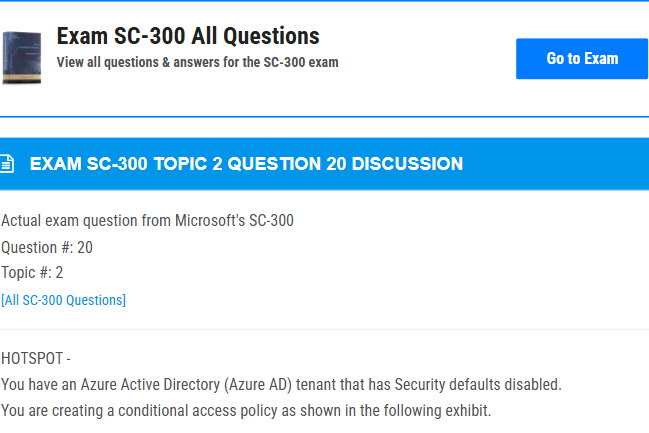 Exam SC-300 All Questions
View all questions & answers for the SC-300 exam
Go to Exam
EXAM SC-300 TOPIC 2 QUESTION 20 DISCUSSION
Actual exam question from Microsoft's SC-300
Question #: 20
Topic #: 2
[All SC-300 Questions]
HOTSPOT -
You have an Azure Active Directory (Azure AD) tenant that has Security defaults disabled.
You are creating a conditional access policy as shown in the following exhibit.